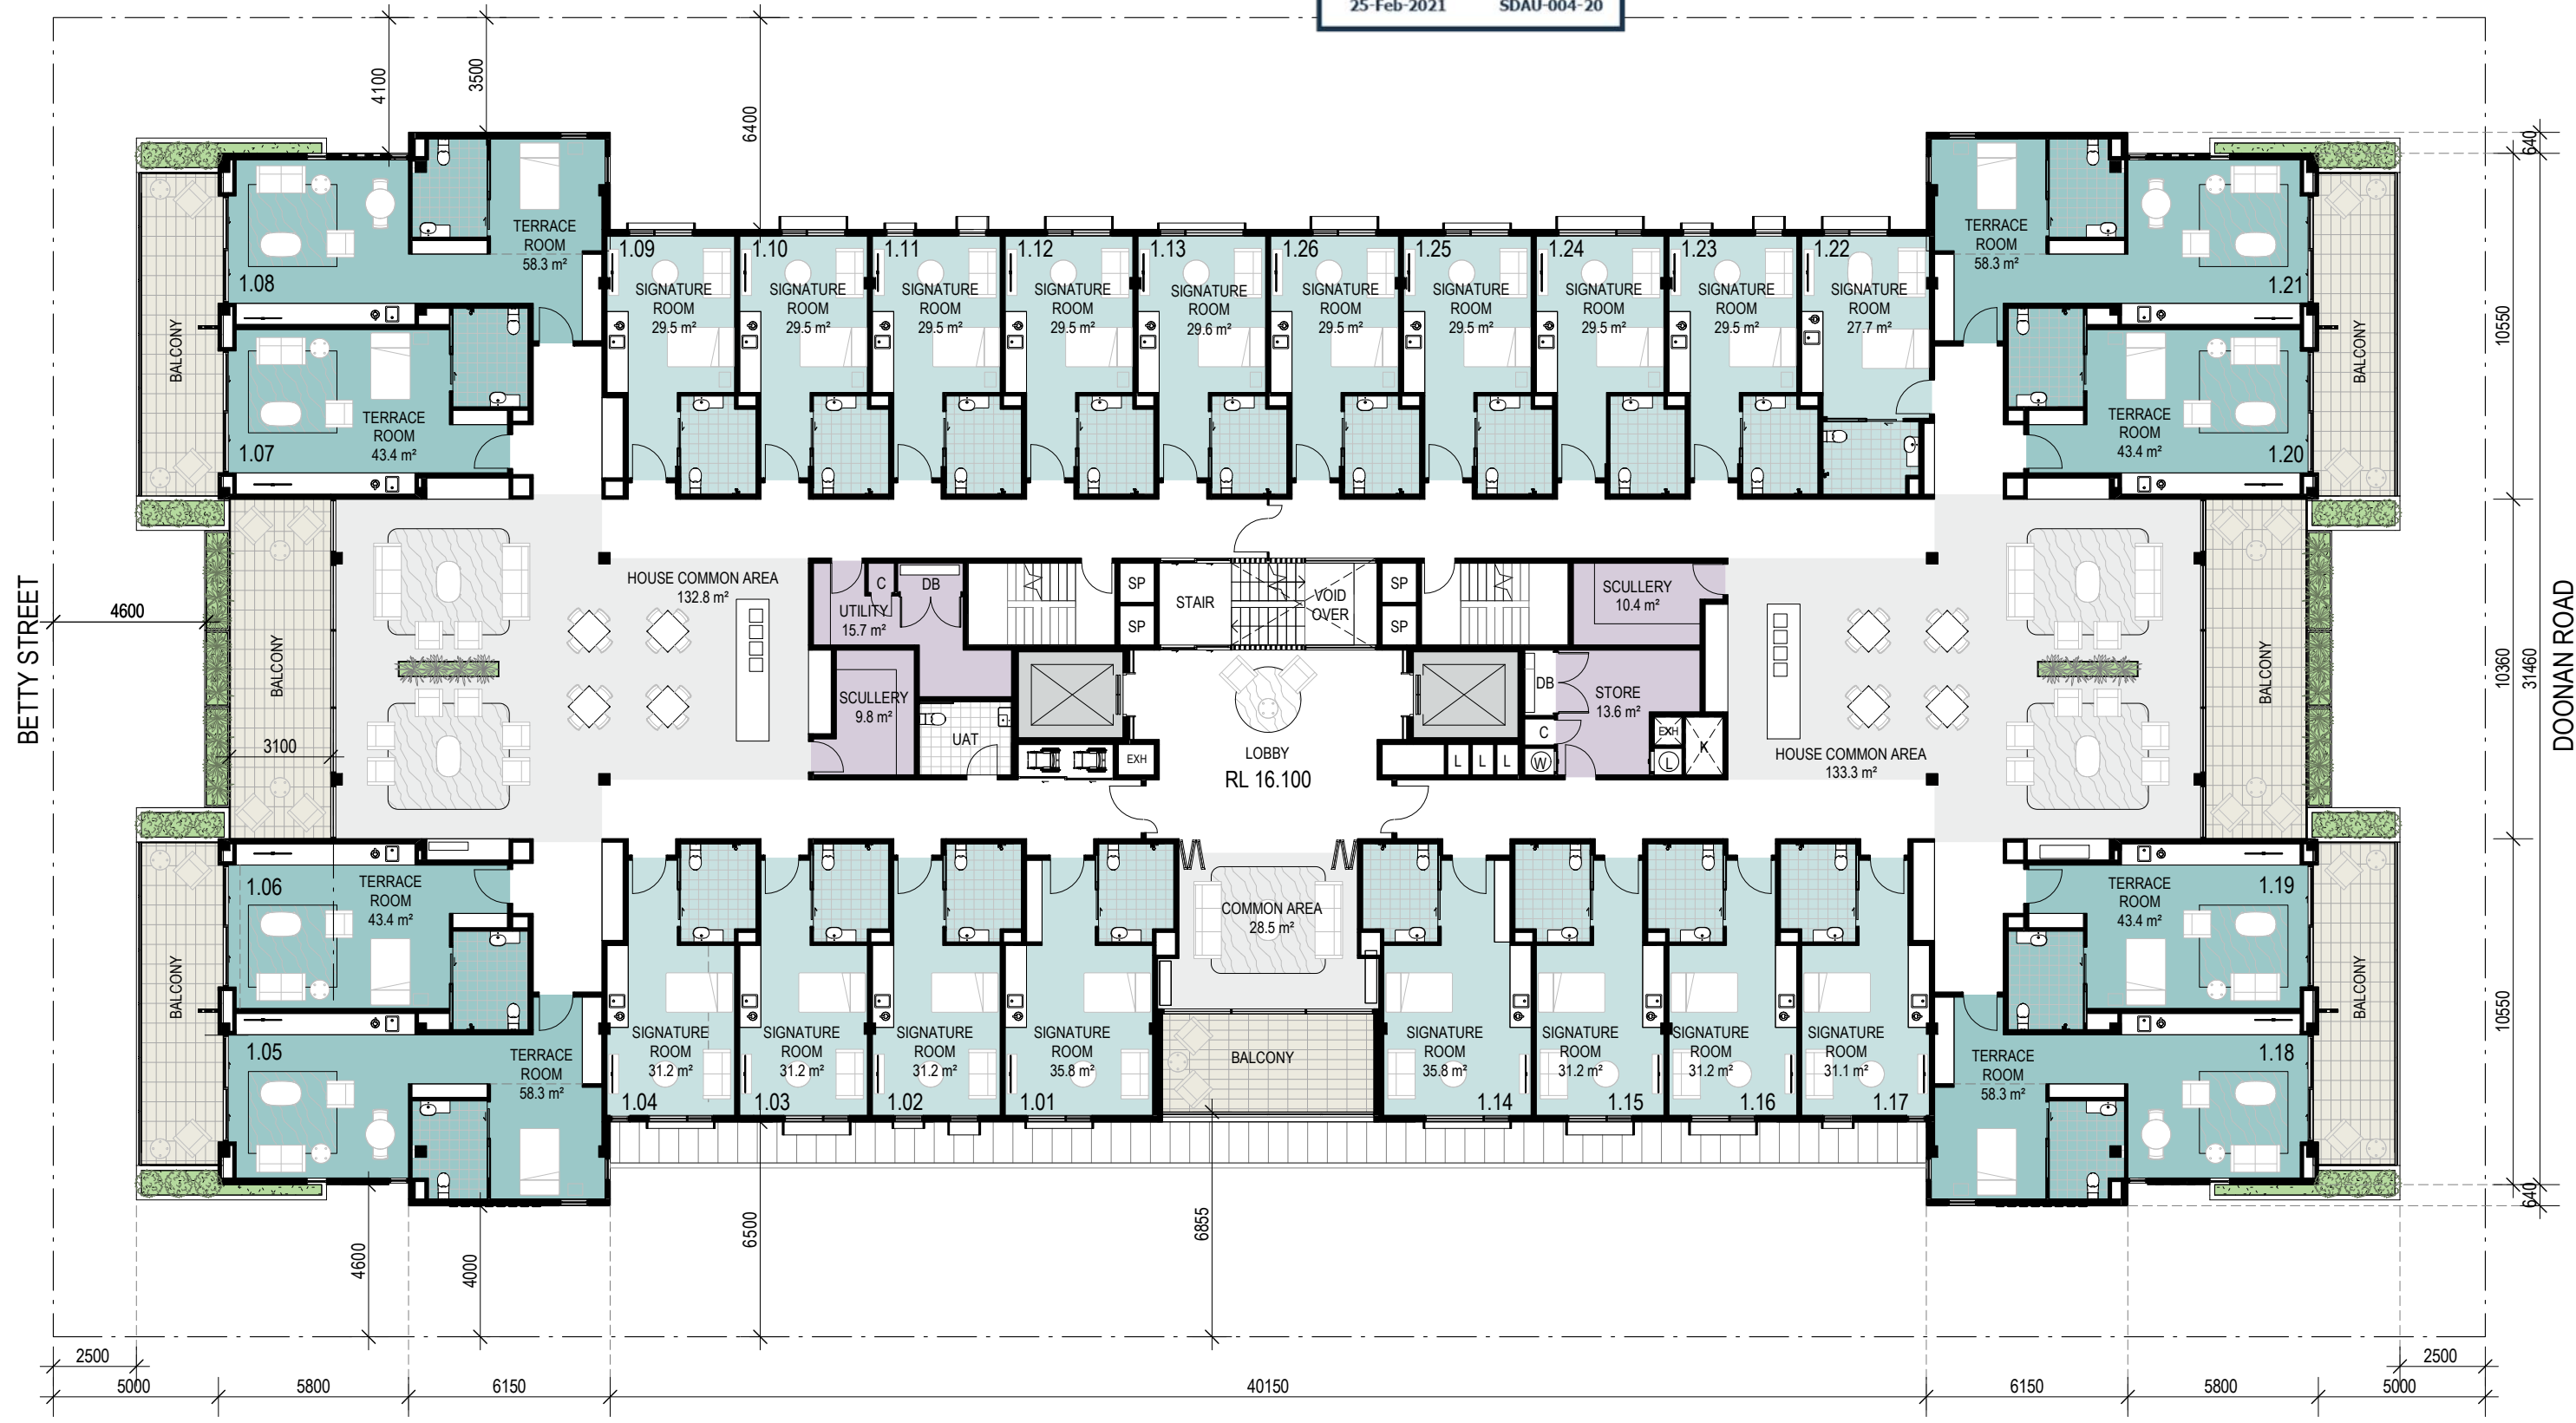 25-Feb-2021 SDAU-004-20
4100
3500
6400
640
TERRACE
ROOM
58.3 m²
1.08
BALCONY
TERRACE
ROOM
43.4 m²
1.07
1.09
SIGNATURE
ROOM
29.5 m²
1.10
SIGNATURE
ROOM
29.5 m²
1.11
SIGNATURE
ROOM
29.5 m²
1.12
SIGNATURE
ROOM
29.5 m²
1.13
SIGNATURE
ROOM
29.6 m²
1.26
SIGNATURE
ROOM
29.5 m²
1.25
SIGNATURE
ROOM
29.5 m²
1.24
SIGNATURE
ROOM
29.5 m²
1.23
SIGNATURE
ROOM
29.5 m²
1.22
SIGNATURE
ROOM
27.7 m²
TERRACE
ROOM
58.3 m²
1.21
TERRACE
ROOM
43.4 m²
1.20
BALCONY
10550
BETTY STREET
4600
BALCONY
3100
HOUSE COMMON AREA
132.8 m²
UTILITY
15.7 m²
C
DB
SCULLERY
9.8 m²
UAT
SP
SP
EXH
STAIR
VOID
OVER
SP
SP
LOBBY
RL 16.100
L
L
L
SCULLERY
10.4 m²
DB
C
W
STORE
13.6 m²
EXH
L
K
HOUSE COMMON AREA
133.3 m²
BALCONY
10360
31460
DOONAN ROAD
BALCONY
1.06
TERRACE
ROOM
43.4 m²
1.05
TERRACE
ROOM
58.3 m²
SIGNATURE
ROOM
31.2 m²
1.04
SIGNATURE
ROOM
31.2 m²
1.03
SIGNATURE
ROOM
31.2 m²
1.02
SIGNATURE
ROOM
35.8 m²
1.01
COMMON AREA
28.5 m²
BALCONY
SIGNATURE
ROOM
35.8 m²
1.14
SIGNATURE
ROOM
31.2 m²
1.15
SIGNATURE
ROOM
31.2 m²
1.16
SIGNATURE
ROOM
31.1 m²
1.17
TERRACE
ROOM
43.4 m²
1.19
TERRACE
ROOM
58.3 m²
1.18
BALCONY
10550
640
4600
4000
6500
6855
2500
2500
5000
5800
6150
40150
6150
5800
5000